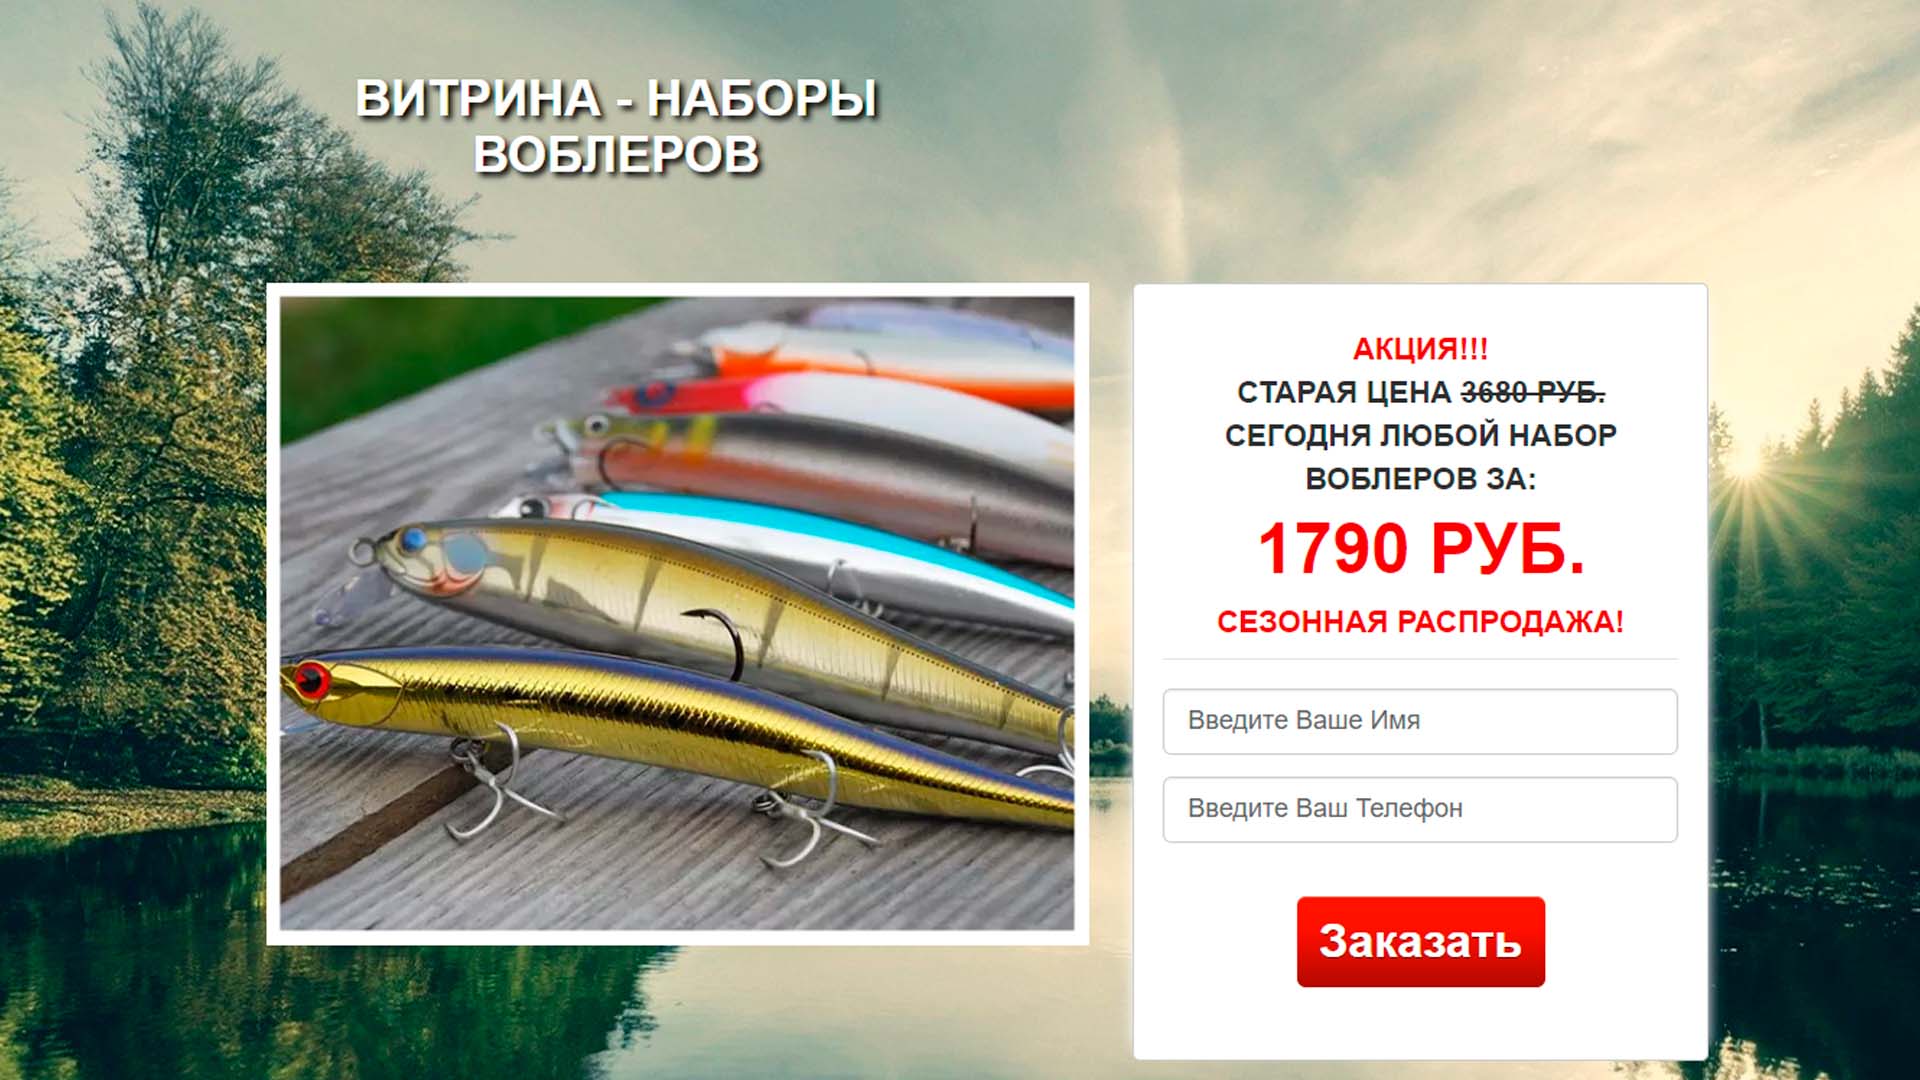 ВИТРИНА - НАБОРЫ
ВОБЛЕРОВ
АКЦИЯ!!!
СТАРАЯ ЦЕНА 3680 РУБ.
СЕГОДНЯ ЛЮБОЙ НАБОР
ВОБЛЕРОВ ЗА:
1790 РУБ.
СЕЗОННАЯ РАСПРОДАЖА!
Введите Ваше Имя
Введите Ваш Телефон
Заказать